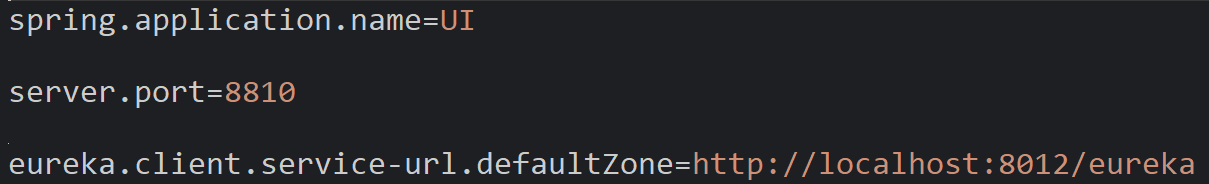 spring.application.name=UI
server.port=8810
eureka.client.service-url.defaultZone=http://localhost:8012/eureka